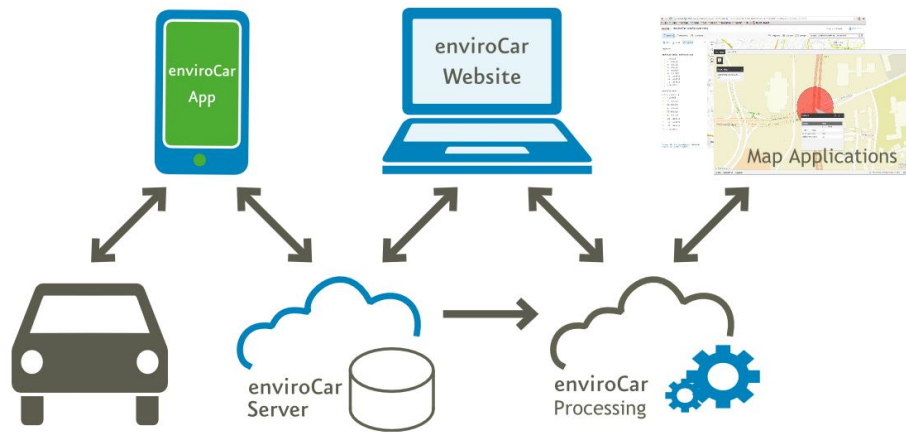 enviroCar
App
enviroCar
Website
Map Applications
enviroCar
Server
enviroCar
Processing